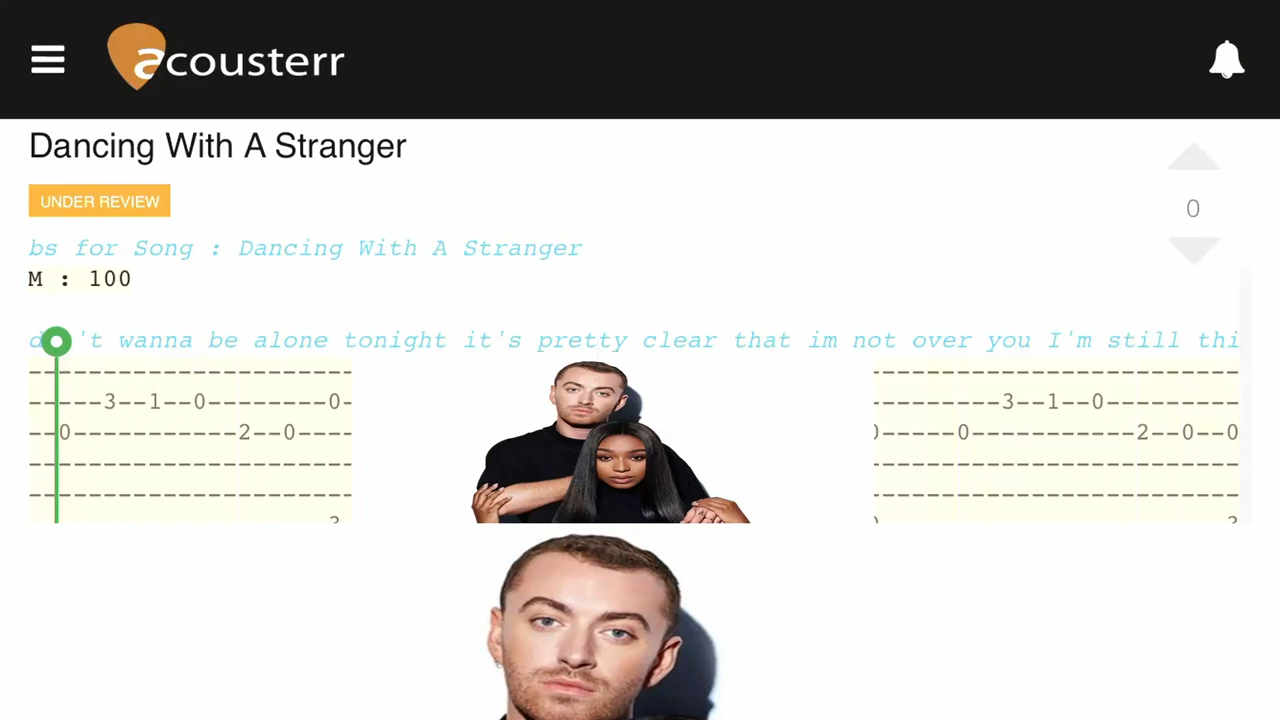 acousterr
Dancing With A Stranger
UNDER REVIEW
0
bs for Song : Dancing With A Stranger
M : 100
't wanna be alone tonight it's pretty clear that im not over you I'm still thi
----3--1--0--------0- -------3--1--0---------
0-----------2--0---- -----0-----------2--0--0